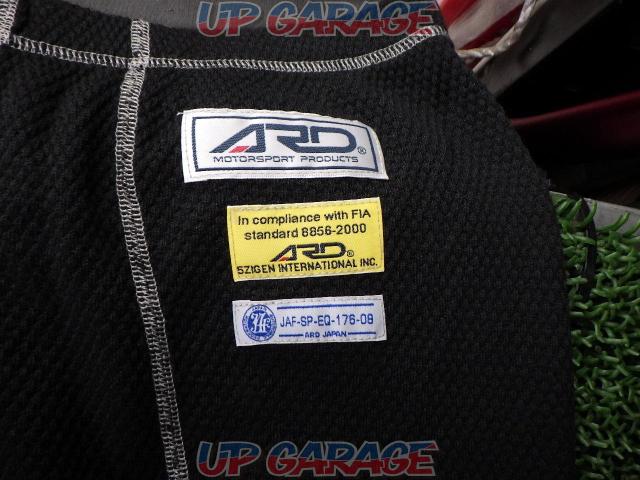 UP GARAGE
ARD®
MOTORSPORT PRODUCTS
In compliance with FIA
standard 8856-2000
ARD®
SZIGEN INTERNATIONAL INC.
JAF-SP-EQ-176-08
ARD JAPAN
UP GARAGE